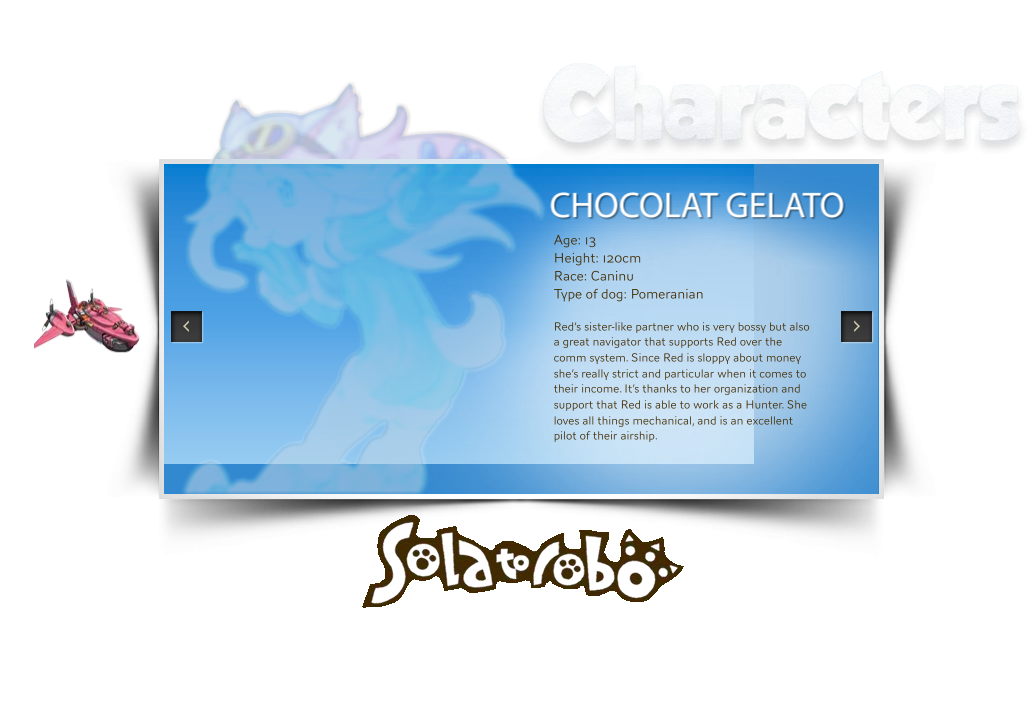 Characters
CHOCOLAT GELATO
Age: 13
Height: 120cm
Race: Caninu
Type of dog: Pomeranian
Red's sister-like partner who is very bossy but also
a great navigator that supports Red over the
comm system. Since Red is sloppy about money
she's really strict and particular when it comes to
their income. It's thanks to her organization and
support that Red is able to work as a Hunter. She
loves all things mechanical, and is an excellent
pilot of their airship.
Solatorobo